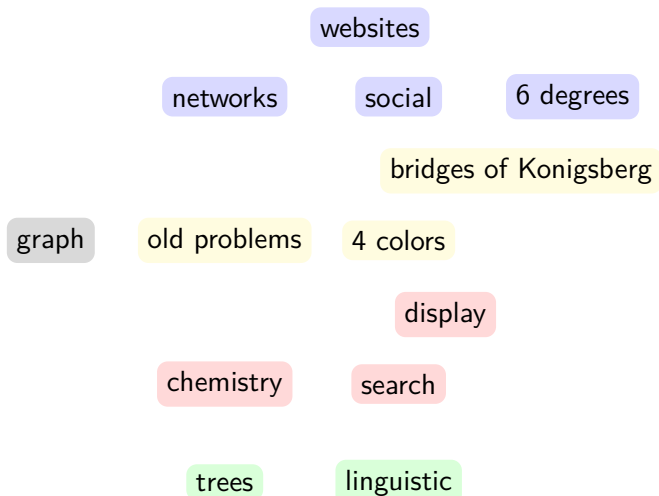 websites
networks
social
6 degrees
bridges of Konigsberg
graph
old problems
4 colors
display
chemistry
search
trees
linguistic